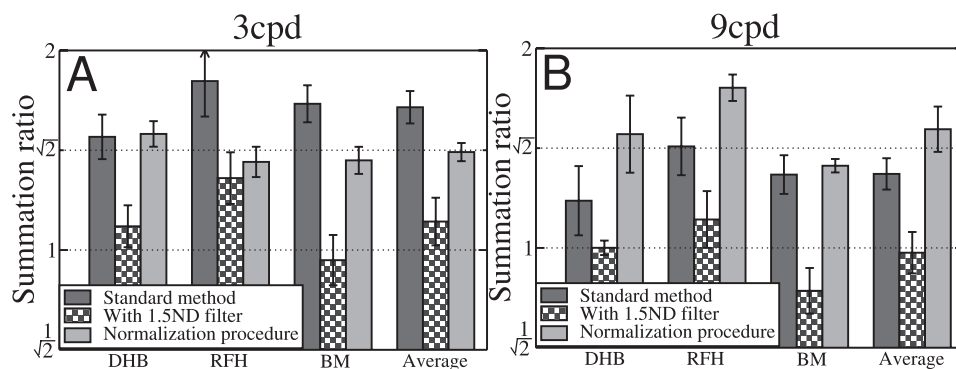 3cpd
9cpd
A
Summation ratio
2
√2
1
1
√2
Standard method
With 1.5ND filter
Normalization procedure
DHB RFH BM Average
B
Summation ratio
2
√2
1
1
√2
Standard method
With 1.5ND filter
Normalization procedure
DHB RFH BM Average